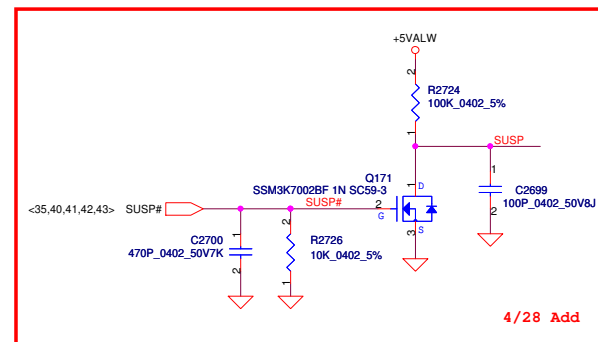 +5VALW
2
R2724
100K_0402_5%
1
SUSP
Q171
SSM3K7002BF 1N SC59-3
1
D
1
C2699
100P_0402_50V8J
2
<35,40,41,42,43>
SUSP#
SUSP#
2
G
3
S
1
C2700
470P_0402_50V7K
2
2
R2726
10K_0402_5%
1
4/28 Add